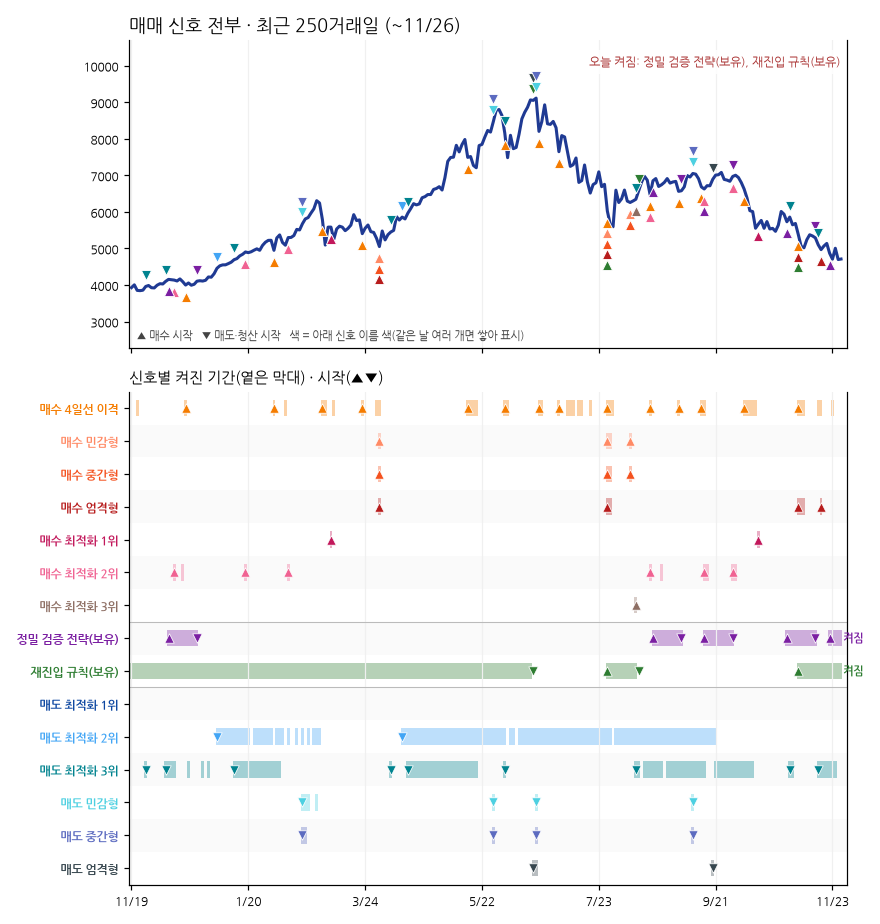 매매 신호 전부 · 최근 250거래일 (~11/26)
오늘 켜짐: 정밀 검증 전략(보유), 재진입 규칙(보유)
10000
9000
8000
7000
6000
5000
4000
3000
▲ 매수 시작 ▼ 매도·청산 시작 색 = 아래 신호 이름 색(같은 날 여러 개면 쌓아 표시)
신호별 켜진 기간(옅은 막대) · 시작(▲▼)
매수 4일선 이격
매수 민감형
매수 중간형
매수 엄격형
매수 최적화 1위
매수 최적화 2위
매수 최적화 3위
정밀 검증 전략(보유)
켜짐
재진입 규칙(보유)
켜짐
매도 최적화 1위
매도 최적화 2위
매도 최적화 3위
매도 민감형
매도 중간형
매도 엄격형
11/19 1/20 3/24 5/22 7/23 9/21 11/23